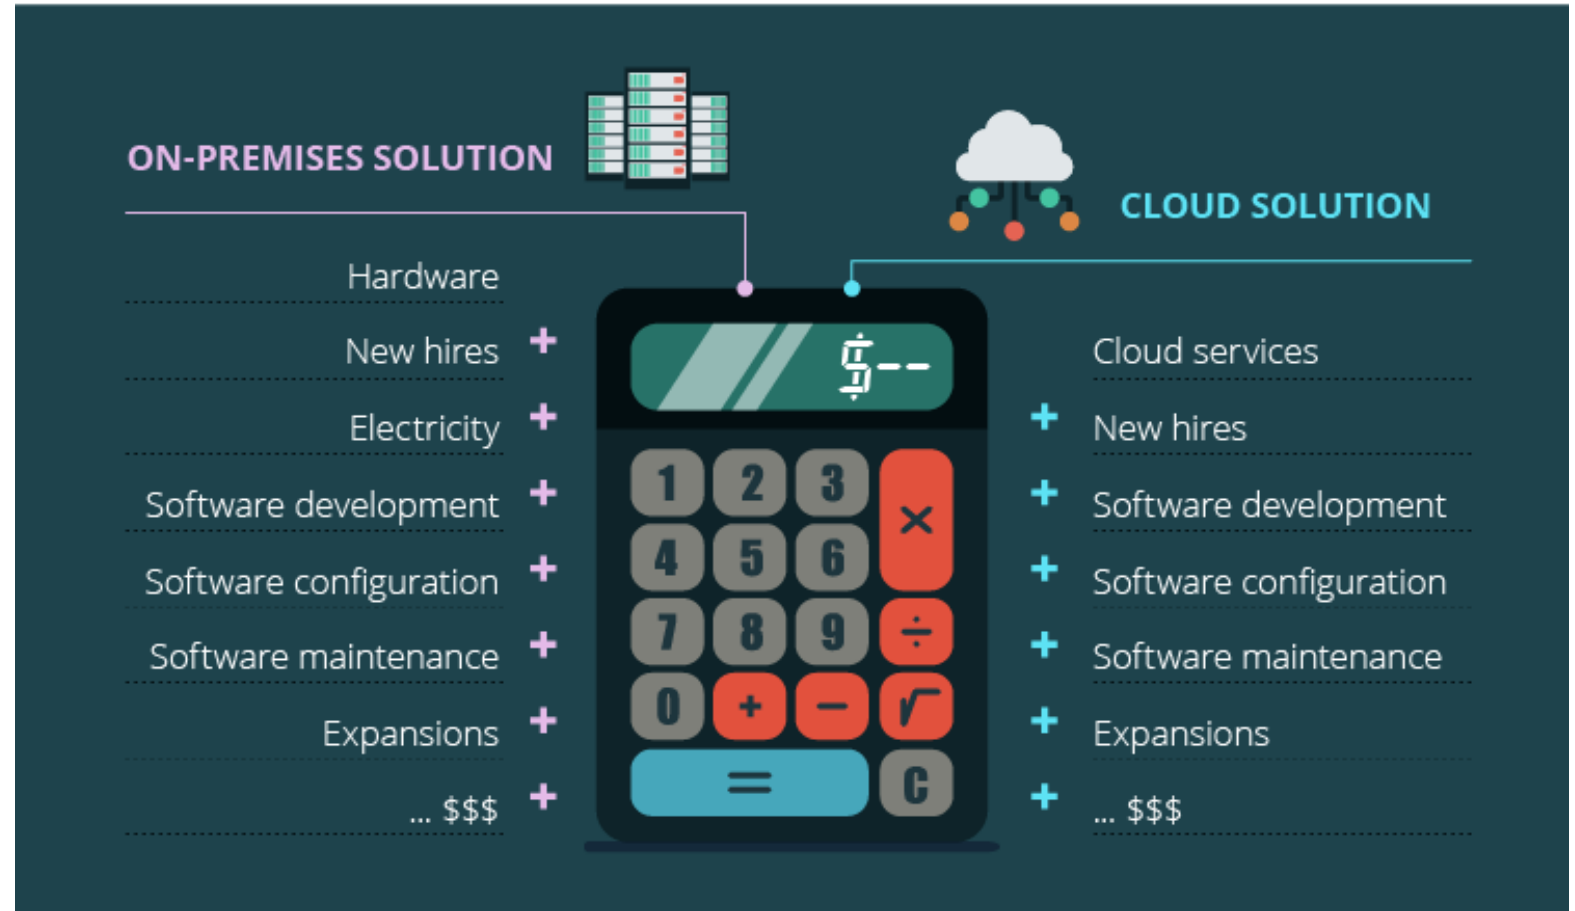 ON-PREMISES SOLUTION
CLOUD SOLUTION
Hardware
+ New hires
+ Electricity
+ Software development
+ Software configuration
+ Software maintenance
+ Expansions
+ ... $$$
$--
1 2 3 ×
4 5 6
7 8 9 ÷
0 + − √
= C
Cloud services
+ New hires
+ Software development
+ Software configuration
+ Software maintenance
+ Expansions
+ ... $$$